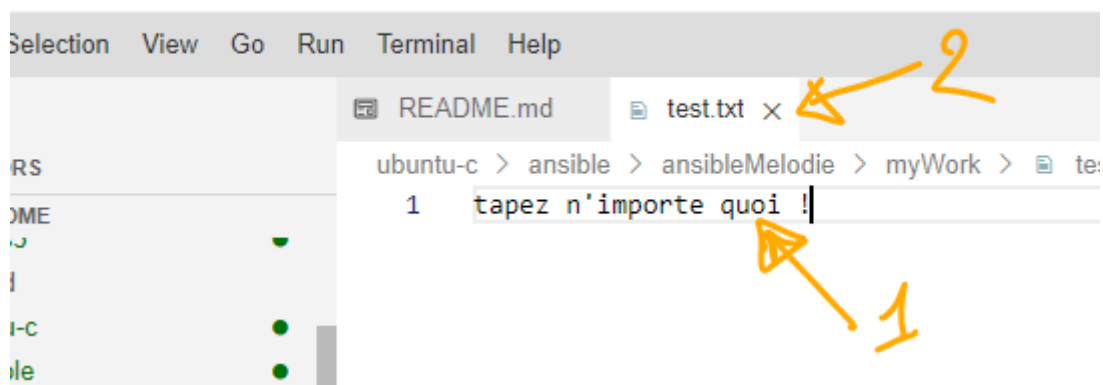 Selection View Go Run Terminal Help
2
README.md test.txt ×
RS
ubuntu-c > ansible > ansibleMelodie > myWork >
OME
1 tapez n'importe quoi !
u-c
1